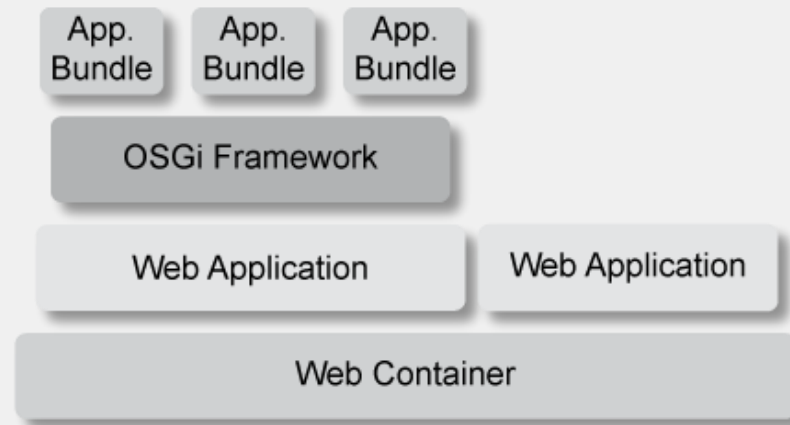 App.
Bundle
App.
Bundle
App.
Bundle
OSGi Framework
Web Application
Web Application
Web Container